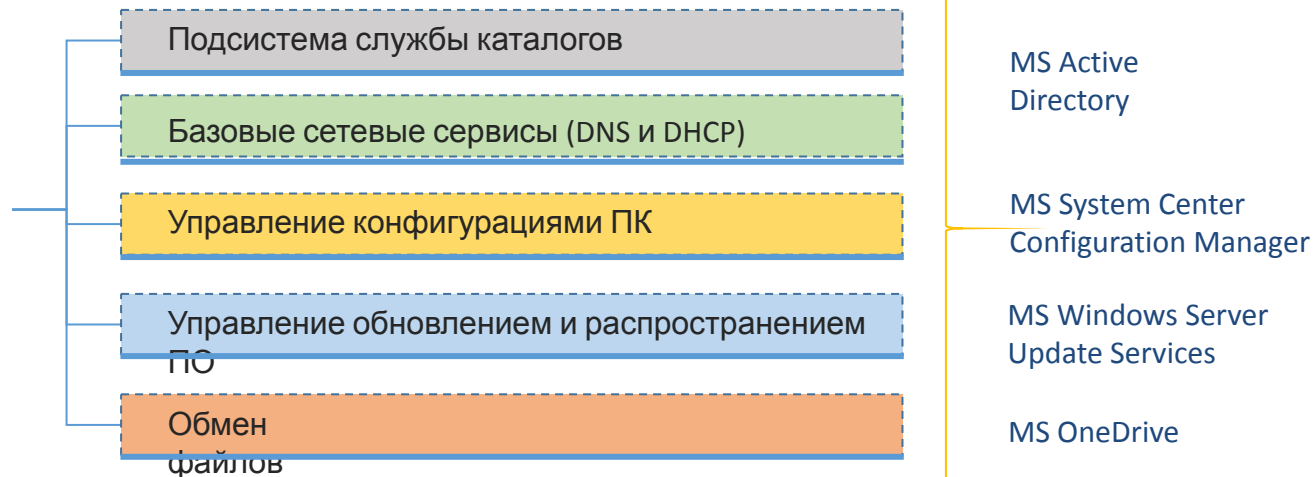 Подсистема службы каталогов
Базовые сетевые сервисы (DNS и DHCP)
Управление конфигурациями ПК
Управление обновлением и распространением
ПО
Обмен
файлов
MS Active
Directory
MS System Center
Configuration Manager
MS Windows Server
Update Services
MS OneDrive